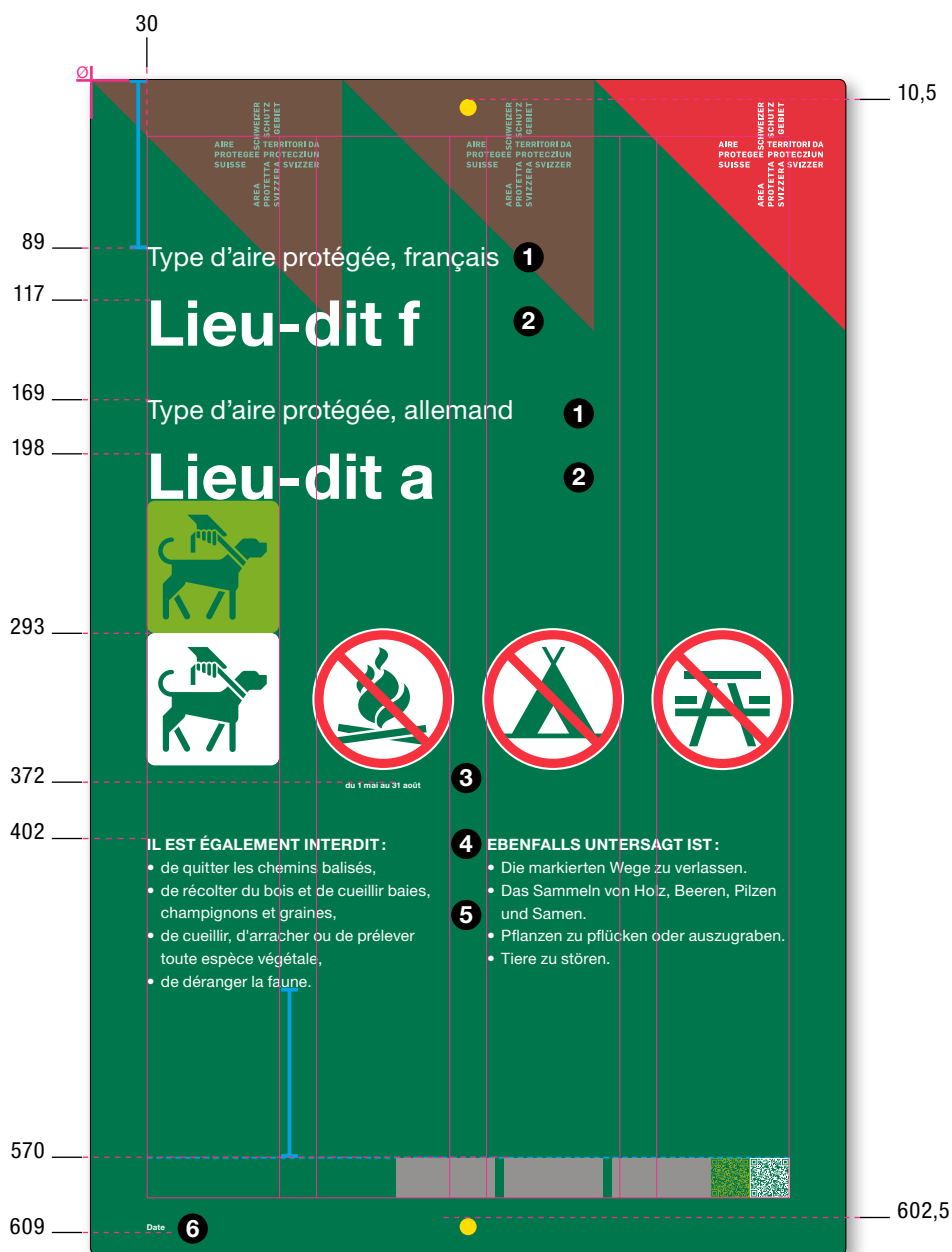 30
Ø
10,5
AIRE PROTEGEE SUISSE
SCHWEIZER SCHUTZ GEBIET
TERRITORI DA PROTECZIUN SVIZZER
AREA PROTETTA SVIZZERA
AIRE PROTEGEE SUISSE
SCHWEIZER SCHUTZ GEBIET
TERRITORI DA PROTECZIUN SVIZZER
AREA PROTETTA SVIZZERA
AIRE PROTEGEE SUISSE
SCHWEIZER SCHUTZ GEBIET
TERRITORI DA PROTECZIUN SVIZZER
AREA PROTETTA SVIZZERA
89
Type d'aire protégée, français 1
117
Lieu-dit f 2
169
Type d'aire protégée, allemand 1
198
Lieu-dit a 2
293
372
du 1 mai au 31 août 3
402
IL EST ÉGALEMENT INTERDIT : 4
• de quitter les chemins balisés,
• de récolter du bois et de cueillir baies,
champignons et graines, 5
• de cueillir, d'arracher ou de prélever
toute espèce végétale,
• de déranger la faune.
EBENFALLS UNTERSAGT IST :
• Die markierten Wege zu verlassen.
• Das Sammeln von Holz, Beeren, Pilzen
und Samen.
• Pflanzen zu pflücken oder auszugraben.
• Tiere zu stören.
570
602,5
609
Date 6